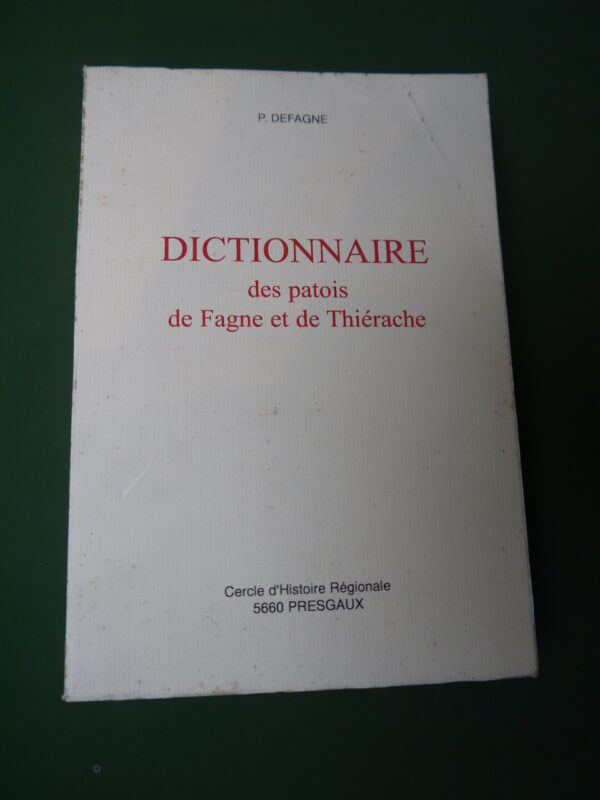 P. DEFAGNE
DICTIONNAIRE
des patois
de Fagne et de Thiérache
Cercle d'Histoire Régionale
5660 PRESGAUX